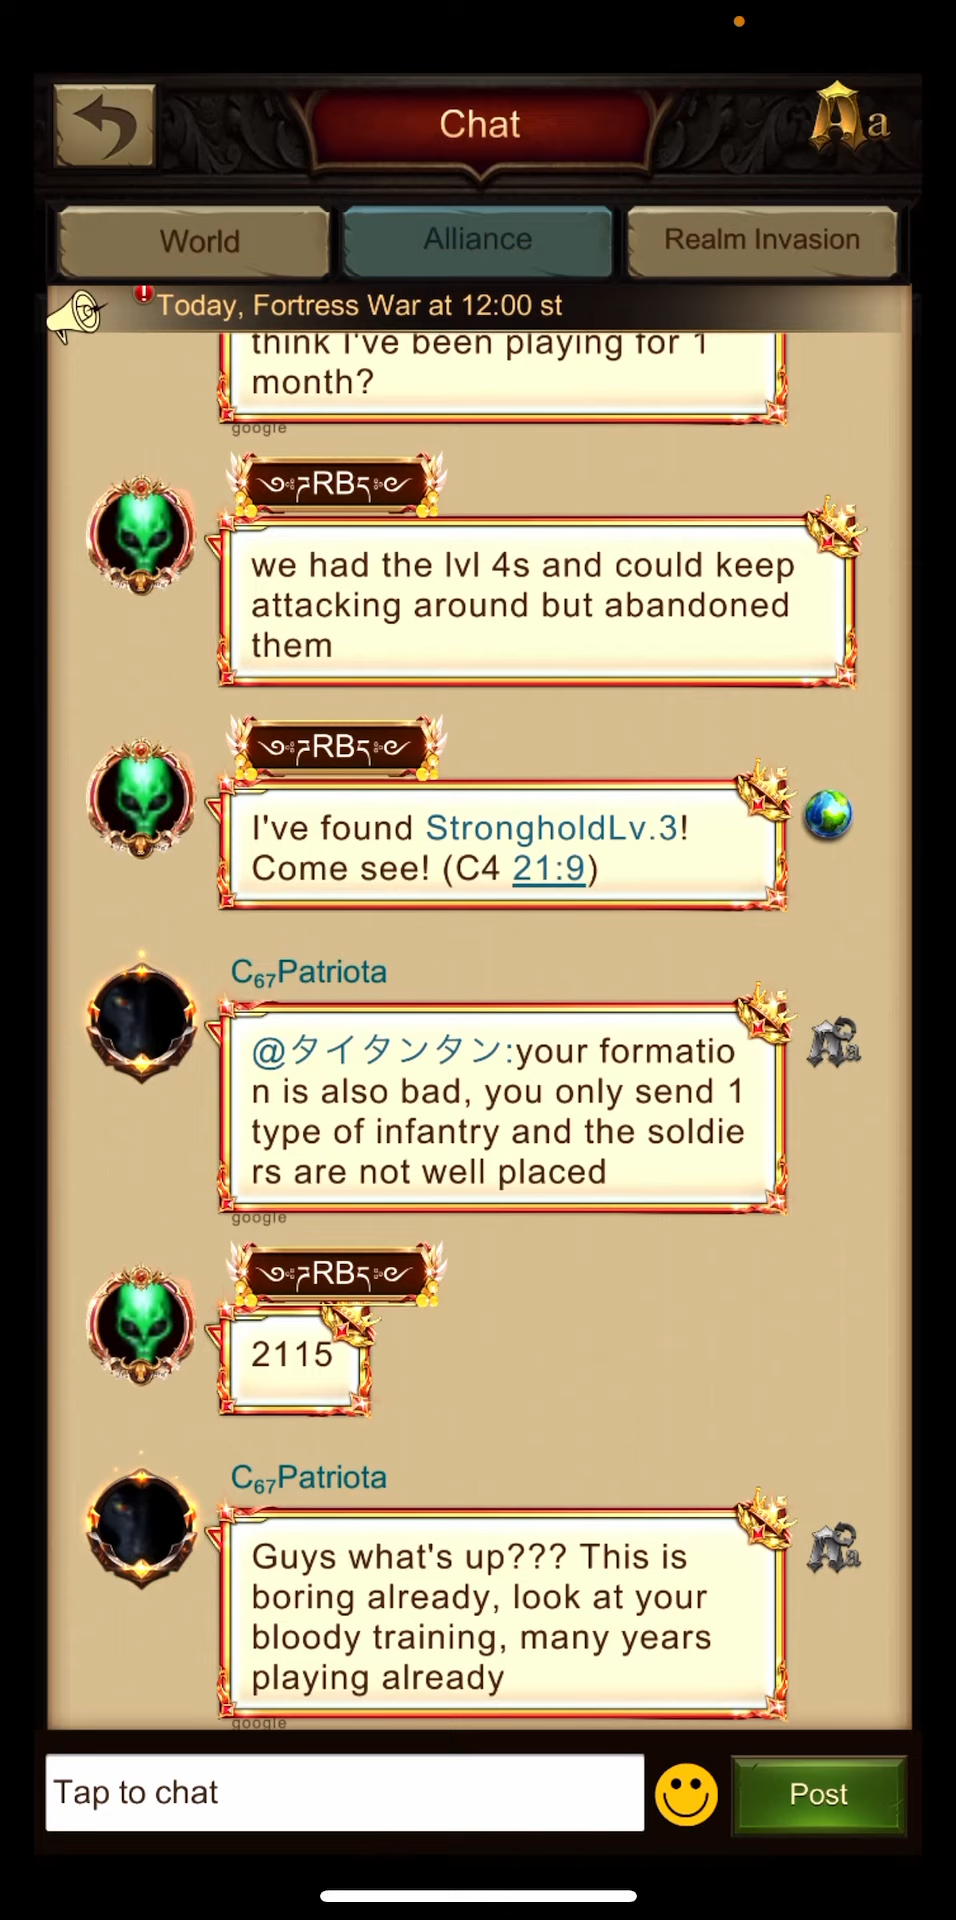 Chat
Aa
World
Alliance
Realm Invasion
Today, Fortress War at 12:00 st
think I've been playing for 1
month?
google
RB
we had the lvl 4s and could keep
attacking around but abandoned
them
RB
I've found StrongholdLv.3!
Come see! (C4 21:9)
C₆₇Patriota
@タイタンタン:your formatio
n is also bad, you only send 1
type of infantry and the soldie
rs are not well placed
google
RB
2115
C₆₇Patriota
Guys what's up??? This is
boring already, look at your
bloody training, many years
playing already
google
Tap to chat
Post